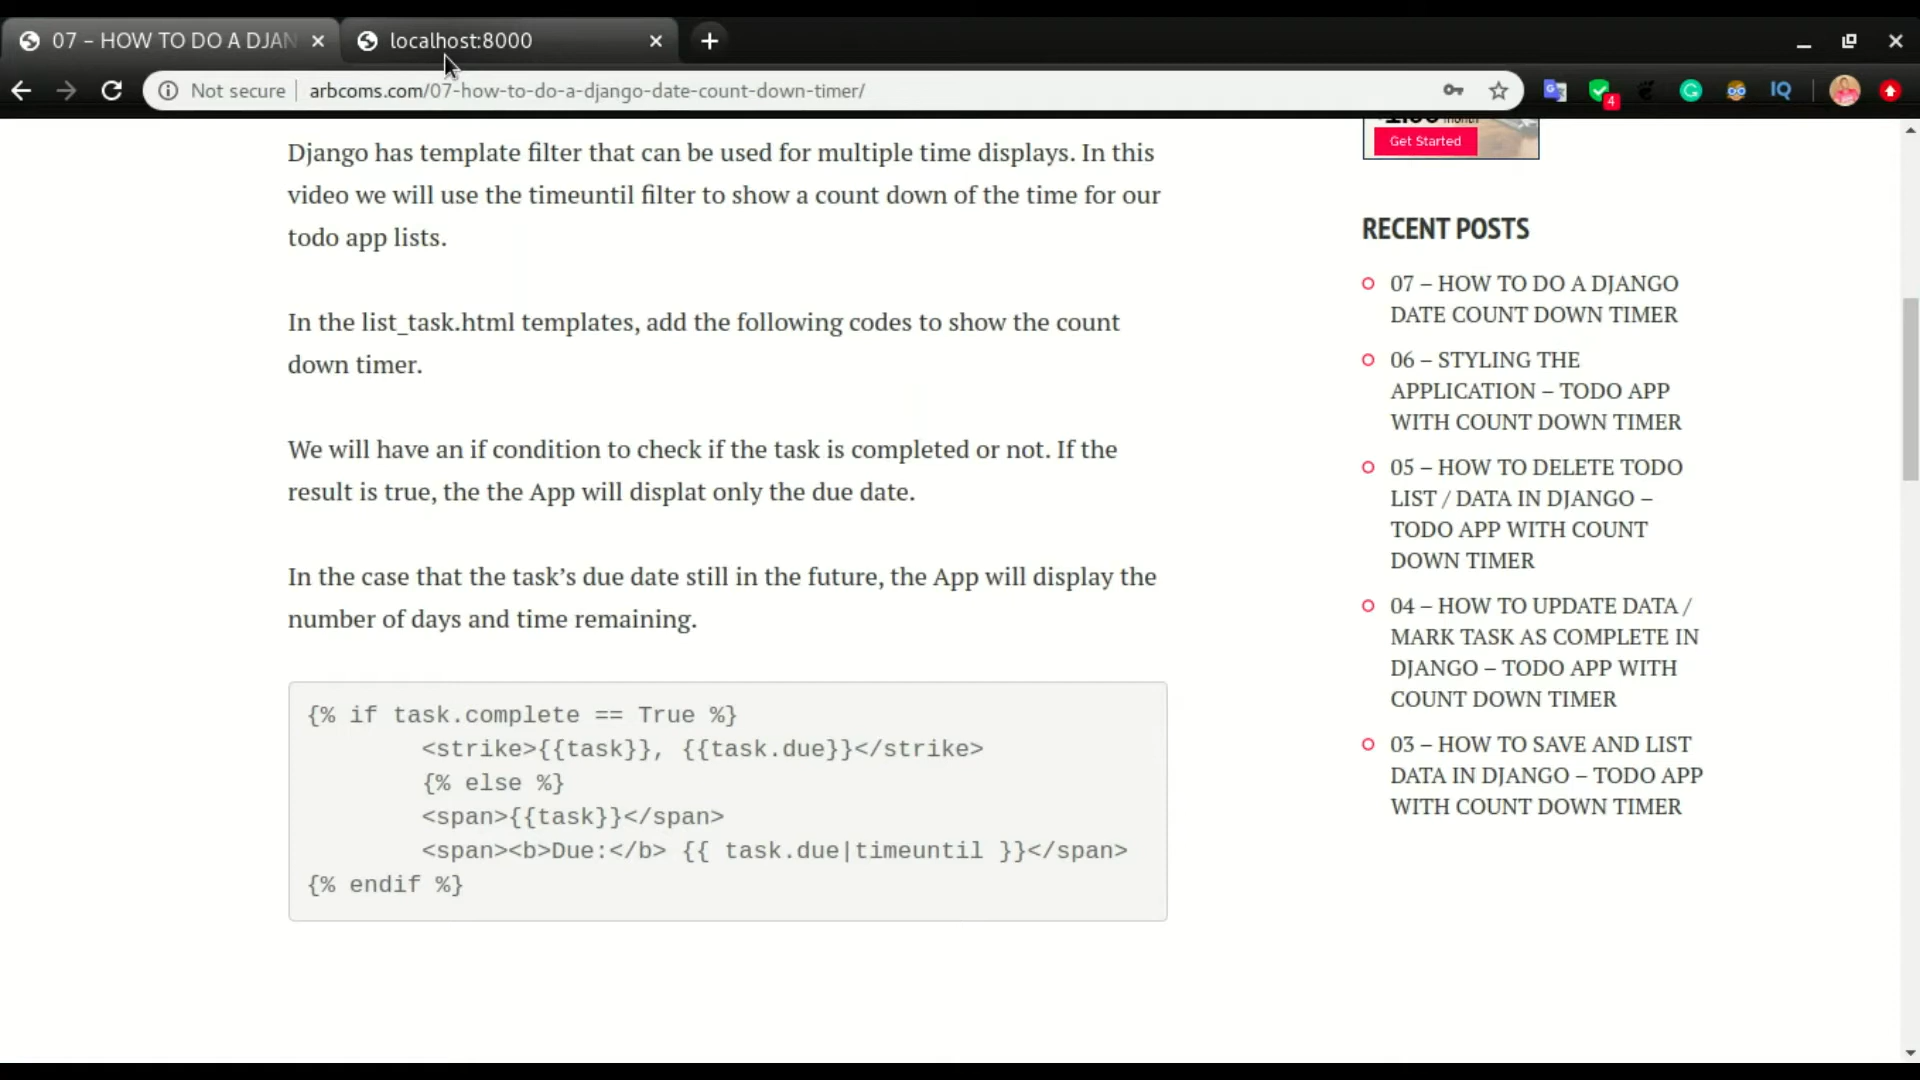 07 – HOW TO DO A DJAN
localhost:8000
Not secure
arbcoms.com/07-how-to-do-a-django-date-count-down-timer/
4
IQ
month
Get Started
Django has template filter that can be used for multiple time displays. In this
video we will use the timeuntil filter to show a count down of the time for our
todo app lists.
In the list_task.html templates, add the following codes to show the count
down timer.
We will have an if condition to check if the task is completed or not. If the
result is true, the the App will displat only the due date.
In the case that the task’s due date still in the future, the App will display the
number of days and time remaining.
{% if task.complete == True %}
<strike>{{task}}, {{task.due}}</strike>
{% else %}
<span>{{task}}</span>
<span><b>Due:</b> {{ task.due|timeuntil }}</span>
{% endif %}
RECENT POSTS
07 – HOW TO DO A DJANGO
DATE COUNT DOWN TIMER
06 – STYLING THE
APPLICATION – TODO APP
WITH COUNT DOWN TIMER
05 – HOW TO DELETE TODO
LIST / DATA IN DJANGO –
TODO APP WITH COUNT
DOWN TIMER
04 – HOW TO UPDATE DATA /
MARK TASK AS COMPLETE IN
DJANGO – TODO APP WITH
COUNT DOWN TIMER
03 – HOW TO SAVE AND LIST
DATA IN DJANGO – TODO APP
WITH COUNT DOWN TIMER